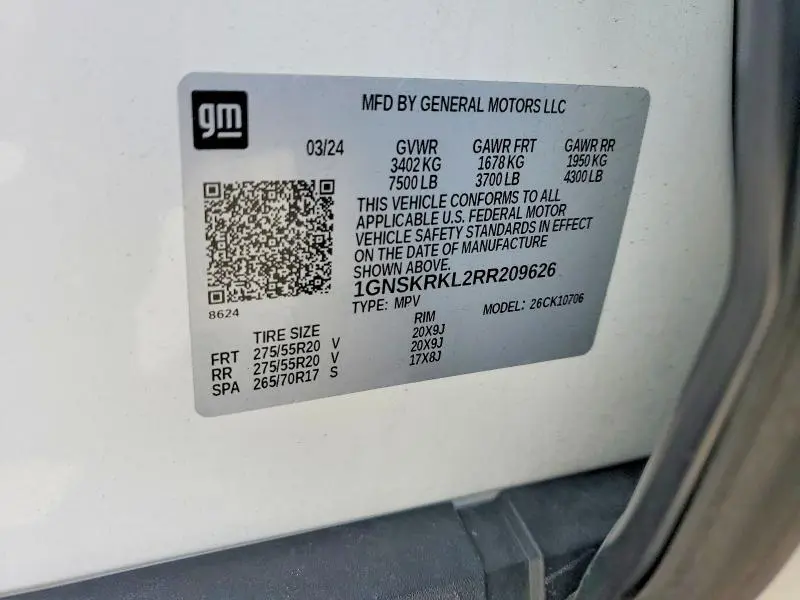 gm
MFD BY GENERAL MOTORS LLC
03/24 GVWR GAWR FRT GAWR RR
3402 KG 1678 KG 1950 KG
7500 LB 3700 LB 4300 LB
THIS VEHICLE CONFORMS TO ALL
APPLICABLE U.S. FEDERAL MOTOR
VEHICLE SAFETY STANDARDS IN EFFECT
ON THE DATE OF MANUFACTURE
SHOWN ABOVE.
1GNSKRKL2RR209626
8624
TYPE: MPV MODEL: 26CK10706
TIRE SIZE RIM
FRT 275/55R20 V 20X9J
RR 275/55R20 V 20X9J
SPA 265/70R17 S 17X8J